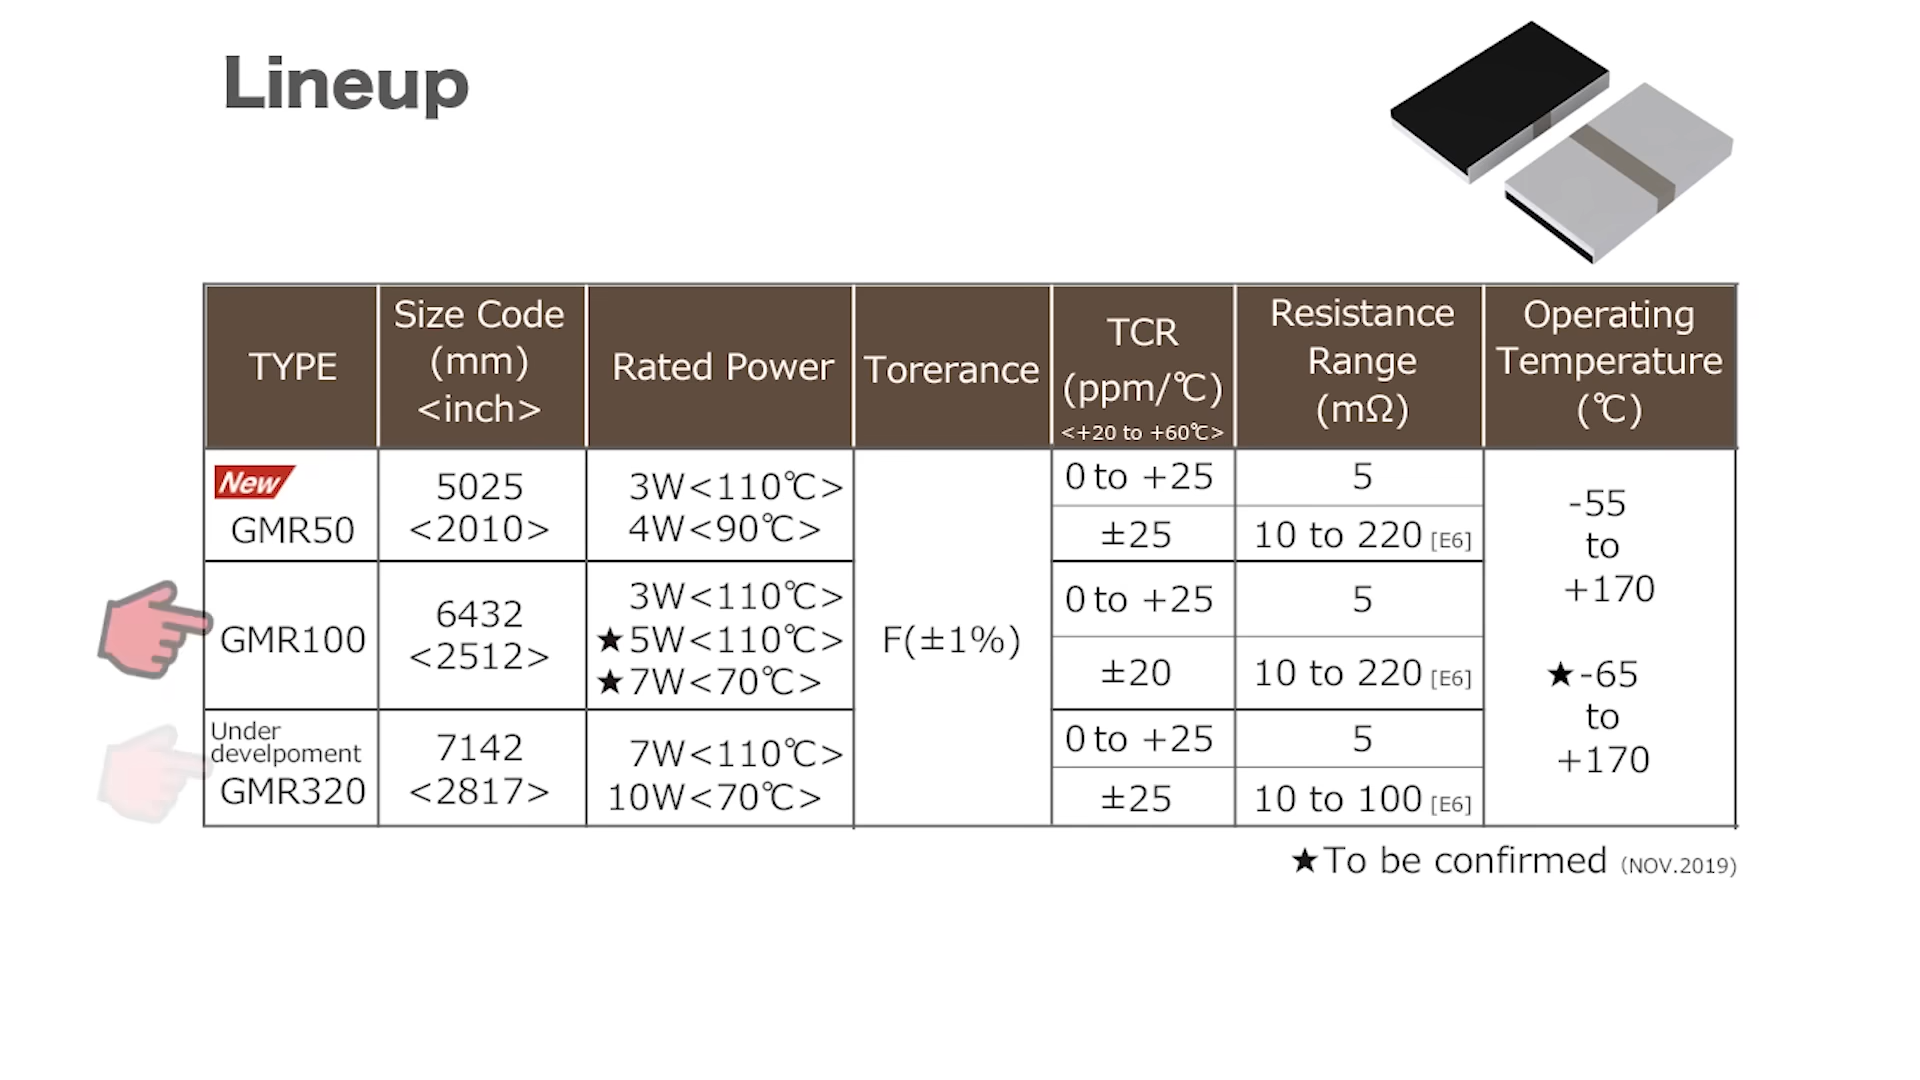 Lineup
TYPE
Size Code
(mm)
<inch>
Rated Power
Torerance
TCR
(ppm/℃)
<+20 to +60℃>
Resistance
Range
(mΩ)
Operating
Temperature
(℃)
New
GMR50
5025
<2010>
3W<110℃>
4W<90℃>
F(±1%)
0 to +25
5
±25
10 to 220 [E6]
-55
to
+170
★-65
to
+170
GMR100
6432
<2512>
3W<110℃>
★5W<110℃>
★7W<70℃>
0 to +25
5
±20
10 to 220 [E6]
Under
develpoment
GMR320
7142
<2817>
7W<110℃>
10W<70℃>
0 to +25
5
±25
10 to 100 [E6]
★To be confirmed (NOV.2019)